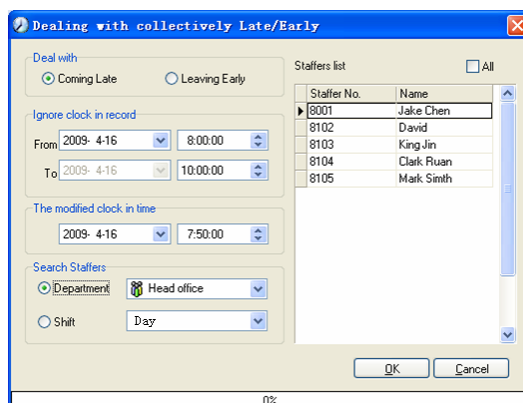 Dealing with collectively Late/Early
Deal with
Coming Late
Leaving Early
Ignore clock in record
From 2009- 4-16 8:00:00
To 2009- 4-16 10:00:00
The modified clock in time
2009- 4-16 7:50:00
Search Staffers
Department Head office
Shift Day
Staffers list All
Staffer No. Name
8001 Jake Chen
8102 David
8103 King Jin
8104 Clark Ruan
8105 Mark Simth
OK Cancel
0%